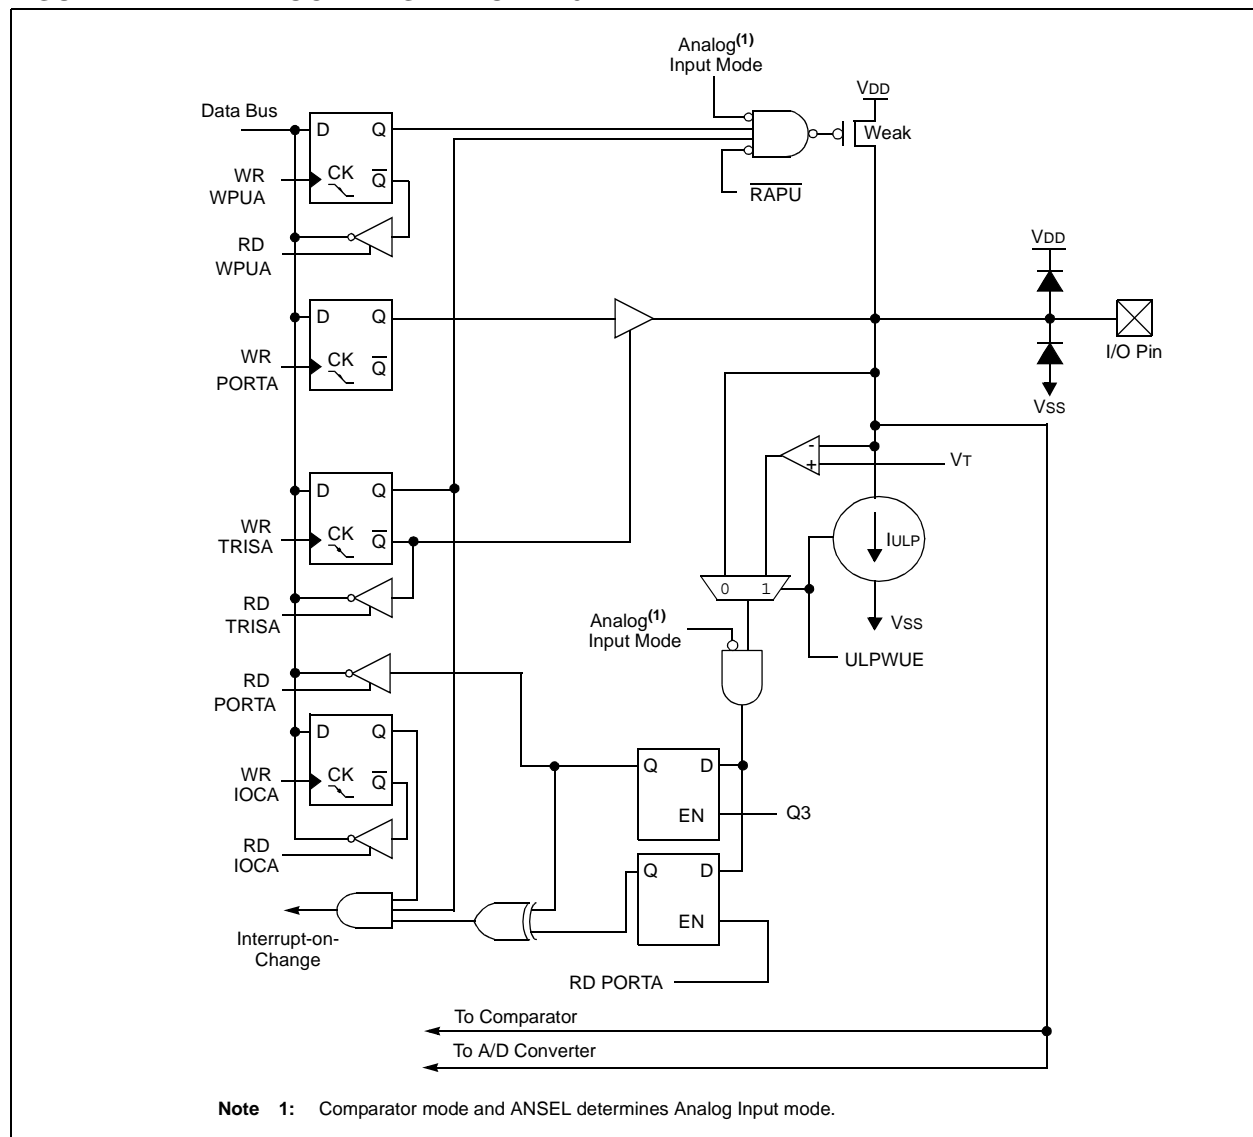 Analog(1)
Input Mode
VDD
Data Bus
D Q
Weak
WR
WPUA
CK Q
RAPU
RD
WPUA
VDD
D Q
WR
PORTA
CK Q
I/O Pin
VSS
-
+
VT
D Q
WR
TRISA
CK Q
IULP
0 1
RD
TRISA
Analog(1)
Input Mode
VSS
ULPWUE
RD
PORTA
D Q
Q D
WR
IOCA
CK Q
EN
Q3
RD
IOCA
Q D
EN
Interrupt-on-
Change
RD PORTA
To Comparator
To A/D Converter
Note 1: Comparator mode and ANSEL determines Analog Input mode.